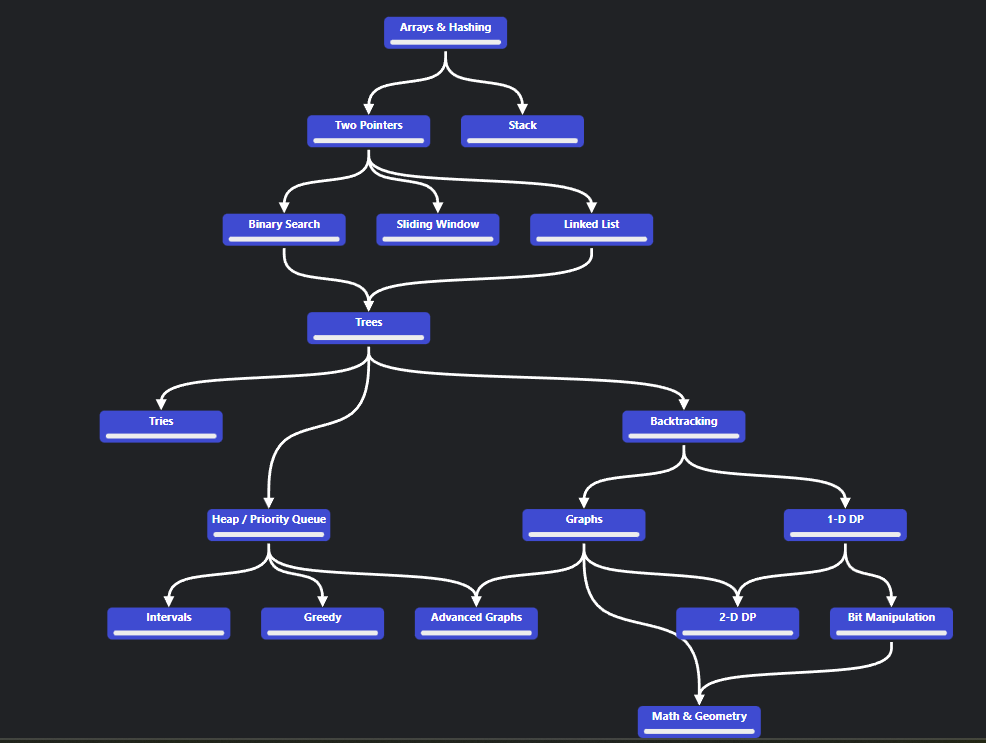 Arrays & Hashing
Two Pointers
Stack
Binary Search
Sliding Window
Linked List
Trees
Tries
Backtracking
Heap / Priority Queue
Graphs
1-D DP
Intervals
Greedy
Advanced Graphs
2-D DP
Bit Manipulation
Math & Geometry